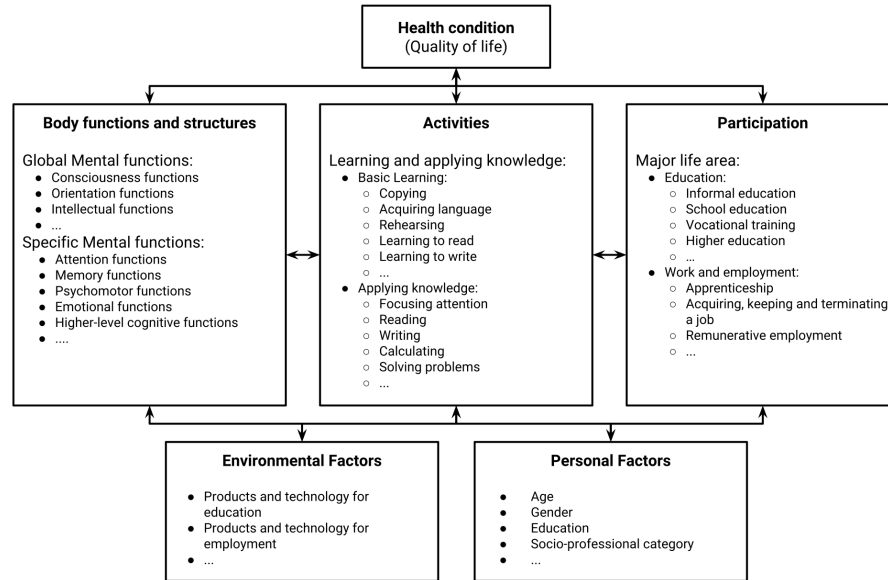 Health condition
(Quality of life)
Body functions and structures
Global Mental functions:
● Consciousness functions
● Orientation functions
● Intellectual functions
● ...
Specific Mental functions:
● Attention functions
● Memory functions
● Psychomotor functions
● Emotional functions
● Higher-level cognitive functions
● ....
Activities
Learning and applying knowledge:
● Basic Learning:
○ Copying
○ Acquiring language
○ Rehearsing
○ Learning to read
○ Learning to write
○ ...
● Applying knowledge:
○ Focusing attention
○ Reading
○ Writing
○ Calculating
○ Solving problems
○ ...
Participation
Major life area:
● Education:
○ Informal education
○ School education
○ Vocational training
○ Higher education
○ ...
● Work and employment:
○ Apprenticeship
○ Acquiring, keeping and terminating
a job
○ Remunerative employment
○ ...
Environmental Factors
● Products and technology for
education
● Products and technology for
employment
● ...
Personal Factors
● Age
● Gender
● Education
● Socio-professional category
● ...